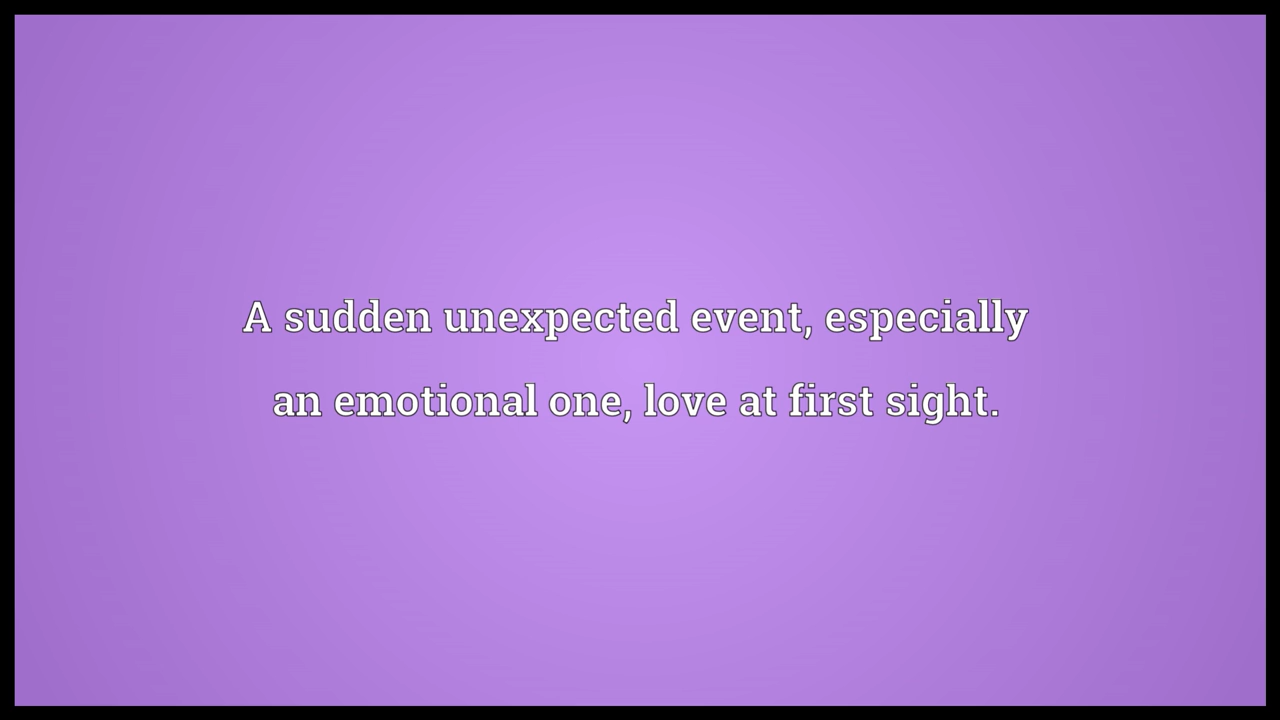 A sudden unexpected event, especially
an emotional one, love at first sight.